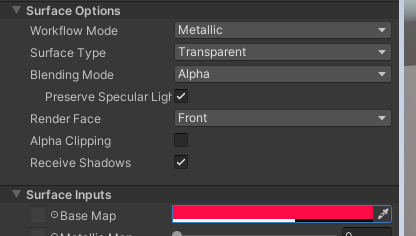 Surface Options
Workflow Mode Metallic
Surface Type Transparent
Blending Mode Alpha
Preserve Specular Ligh
Render Face Front
Alpha Clipping
Receive Shadows
Surface Inputs
Base Map
Metallic Map 0